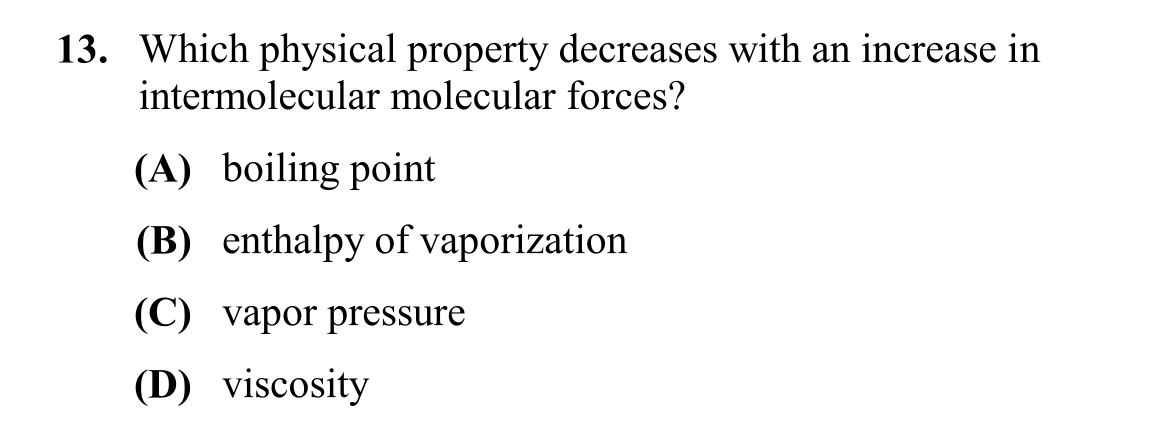 13. Which physical property decreases with an increase in
intermolecular molecular forces?
(A) boiling point
(B) enthalpy of vaporization
(C) vapor pressure
(D) viscosity